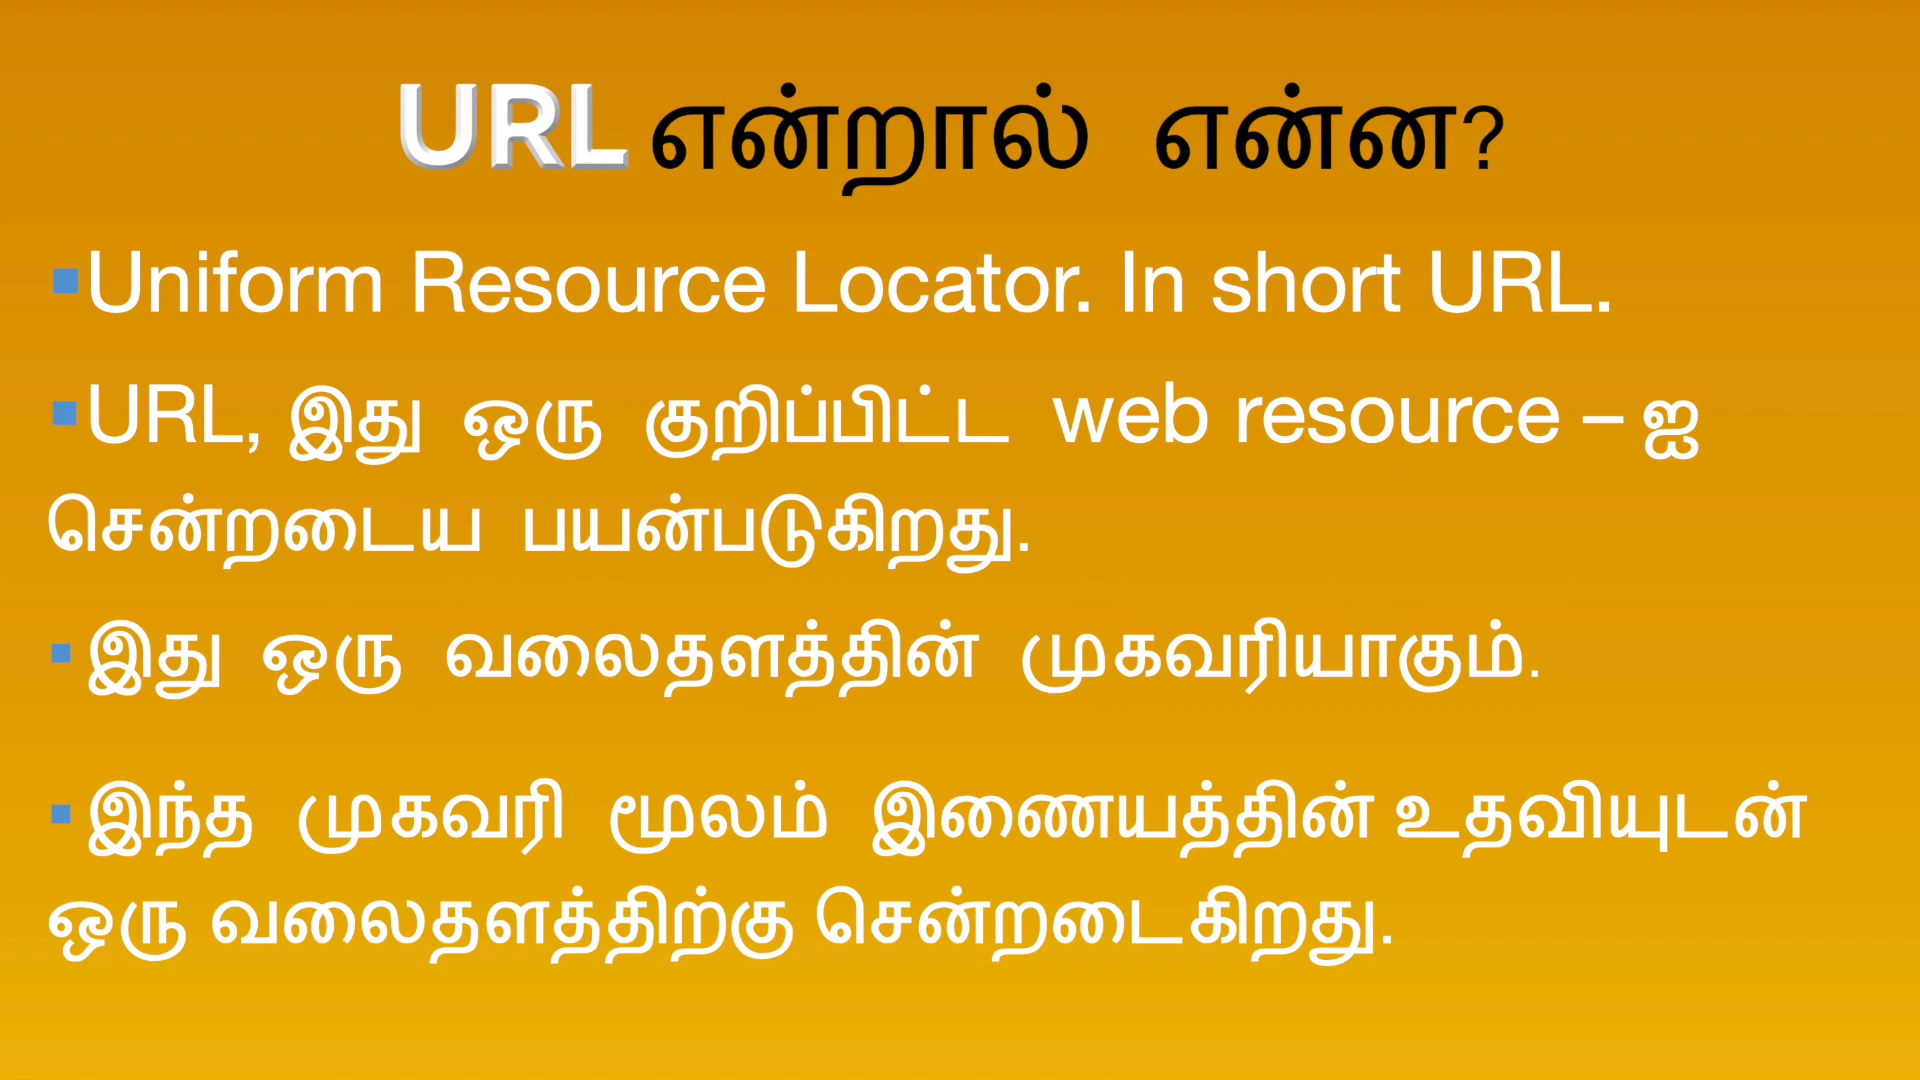 URL என்றால் என்ன?
▪Uniform Resource Locator. In short URL.
▪URL, இது ஒரு குறிப்பிட்ட web resource – ஐ
சென்றடைய பயன்படுகிறது.
▪இது ஒரு வலைதளத்தின் முகவரியாகும்.
▪இந்த முகவரி மூலம் இணையத்தின் உதவியுடன்
ஒரு வலைதளத்திற்கு சென்றடைகிறது.